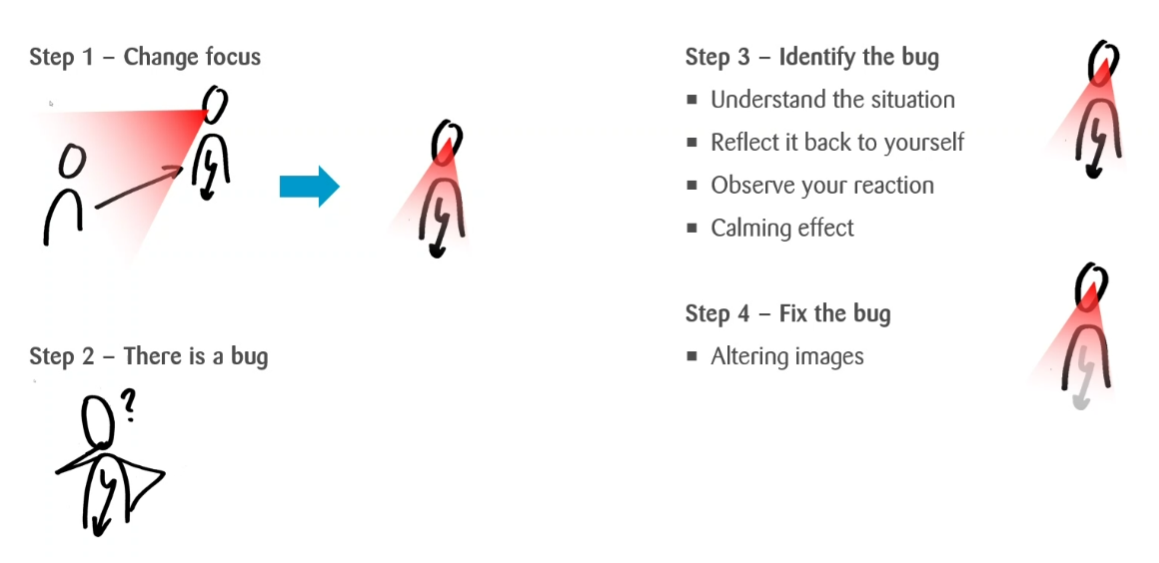 Step 1 – Change focus
Step 2 – There is a bug
?
Step 3 – Identify the bug
▪ Understand the situation
▪ Reflect it back to yourself
▪ Observe your reaction
▪ Calming effect
Step 4 – Fix the bug
▪ Altering images